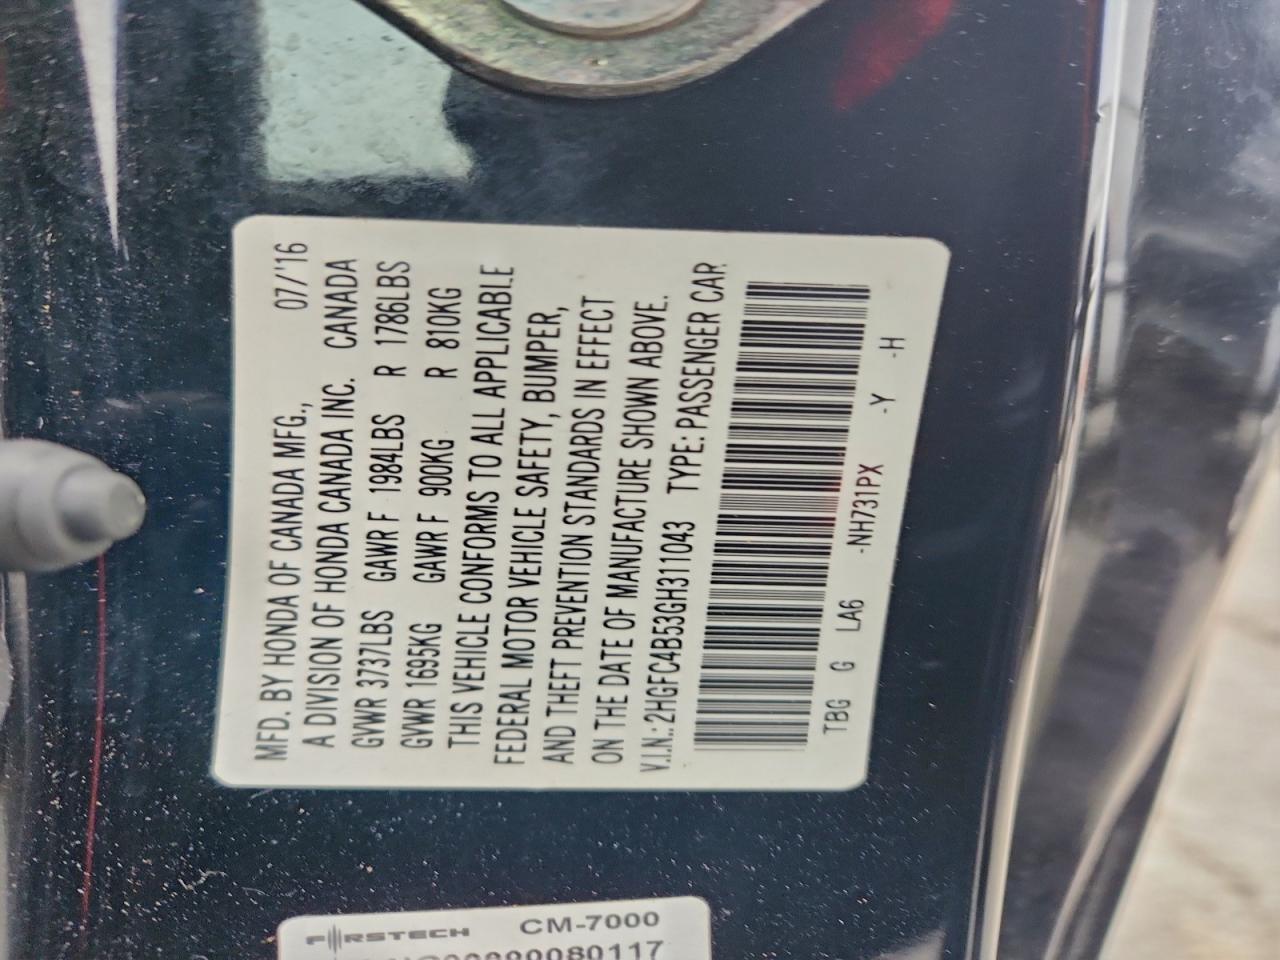 MFD. BY HONDA OF CANADA MFG., 07/'16
A DIVISION OF HONDA CANADA INC. CANADA
GVWR 3737LBS GAWR F 1984LBS R 1786LBS
GVWR 1695KG GAWR F 900KG R 810KG
THIS VEHICLE CONFORMS TO ALL APPLICABLE
FEDERAL MOTOR VEHICLE SAFETY, BUMPER,
AND THEFT PREVENTION STANDARDS IN EFFECT
ON THE DATE OF MANUFACTURE SHOWN ABOVE.
V.I.N.: 2HGFC4B53GH311043 TYPE: PASSENGER CAR
TBG G LA6 -NH731PX -Y -H
FIRSTECH CM-7000